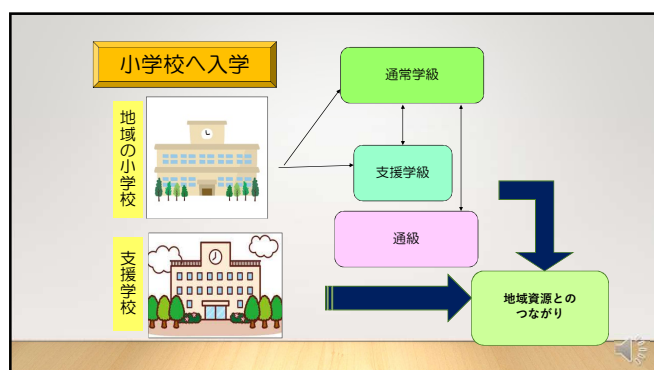 小学校へ入学
地域の小学校
通常学級
支援学級
通級
支援学校
地域資源との
つながり